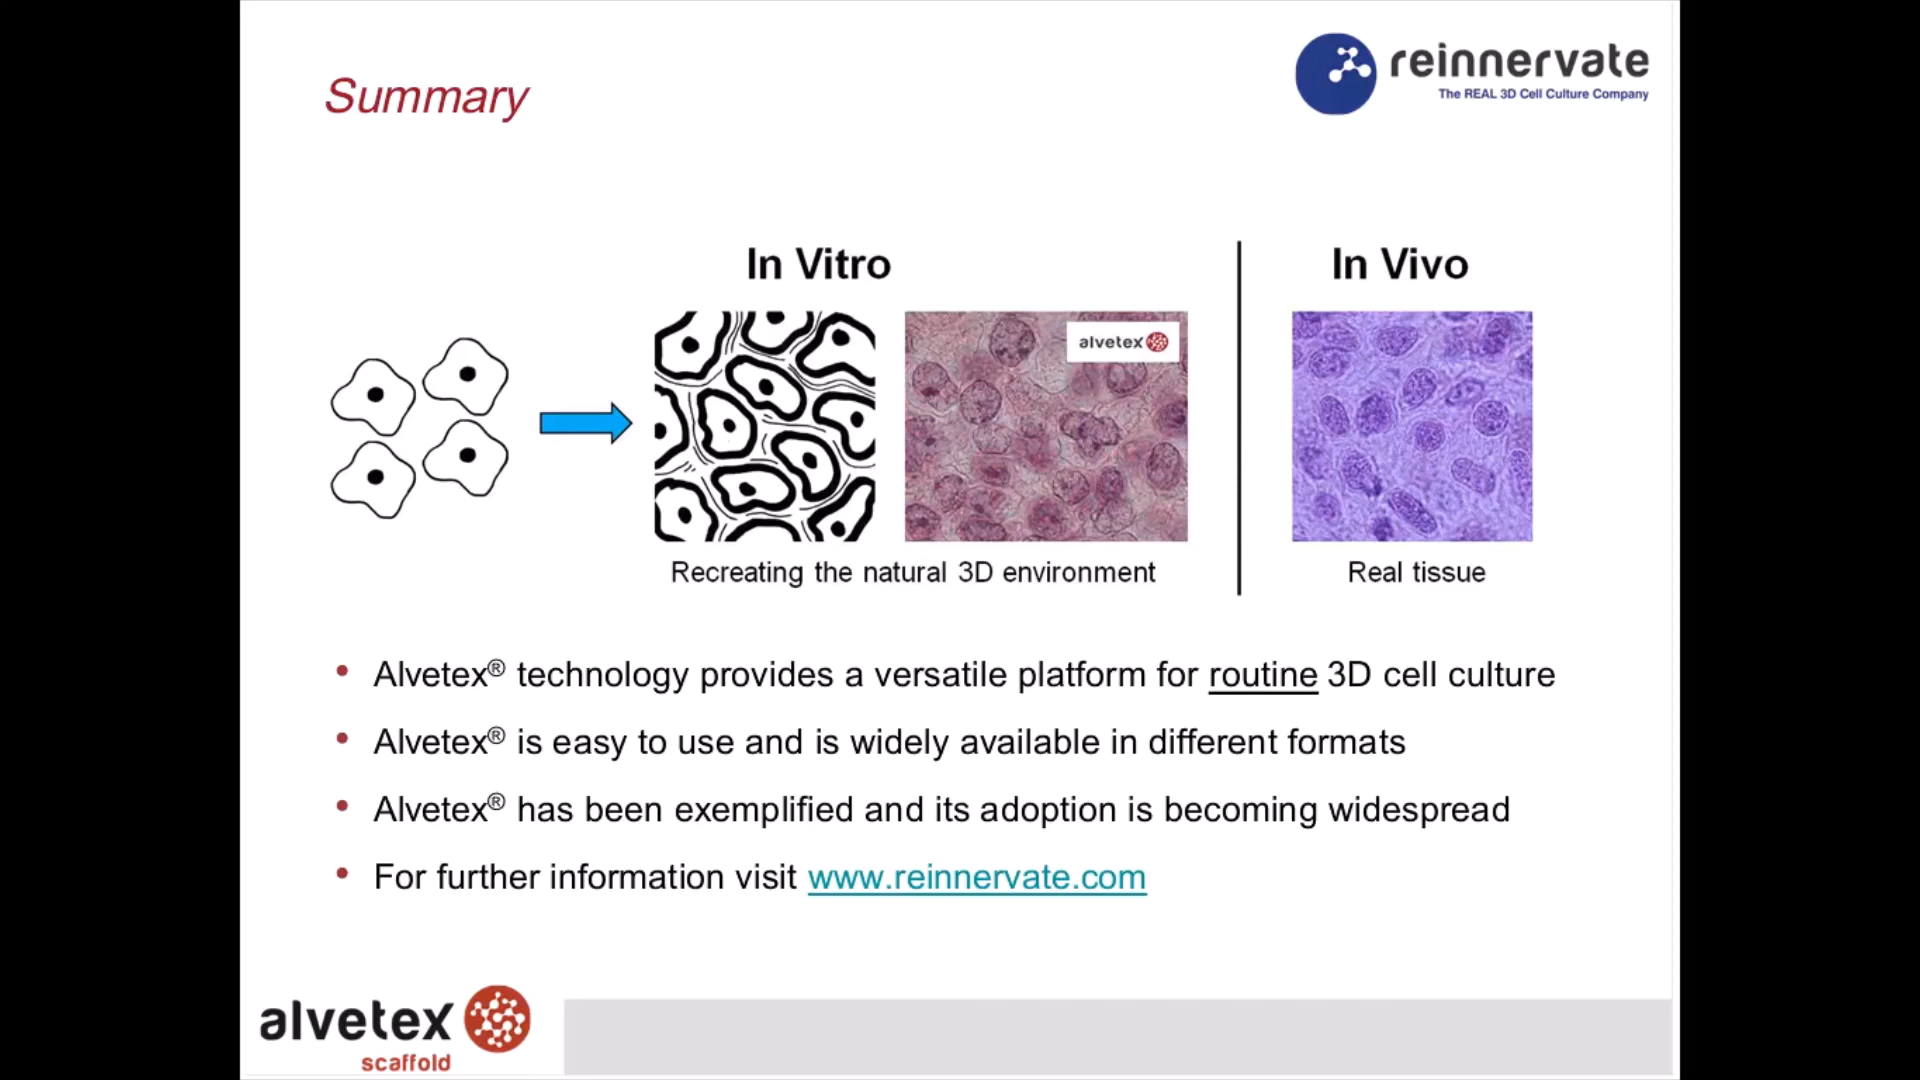 Summary
reinnervate
The REAL 3D Cell Culture Company
In Vitro
In Vivo
alvetex
Recreating the natural 3D environment
Real tissue
• Alvetex® technology provides a versatile platform for routine 3D cell culture
• Alvetex® is easy to use and is widely available in different formats
• Alvetex® has been exemplified and its adoption is becoming widespread
• For further information visit www.reinnervate.com
alvetex
scaffold